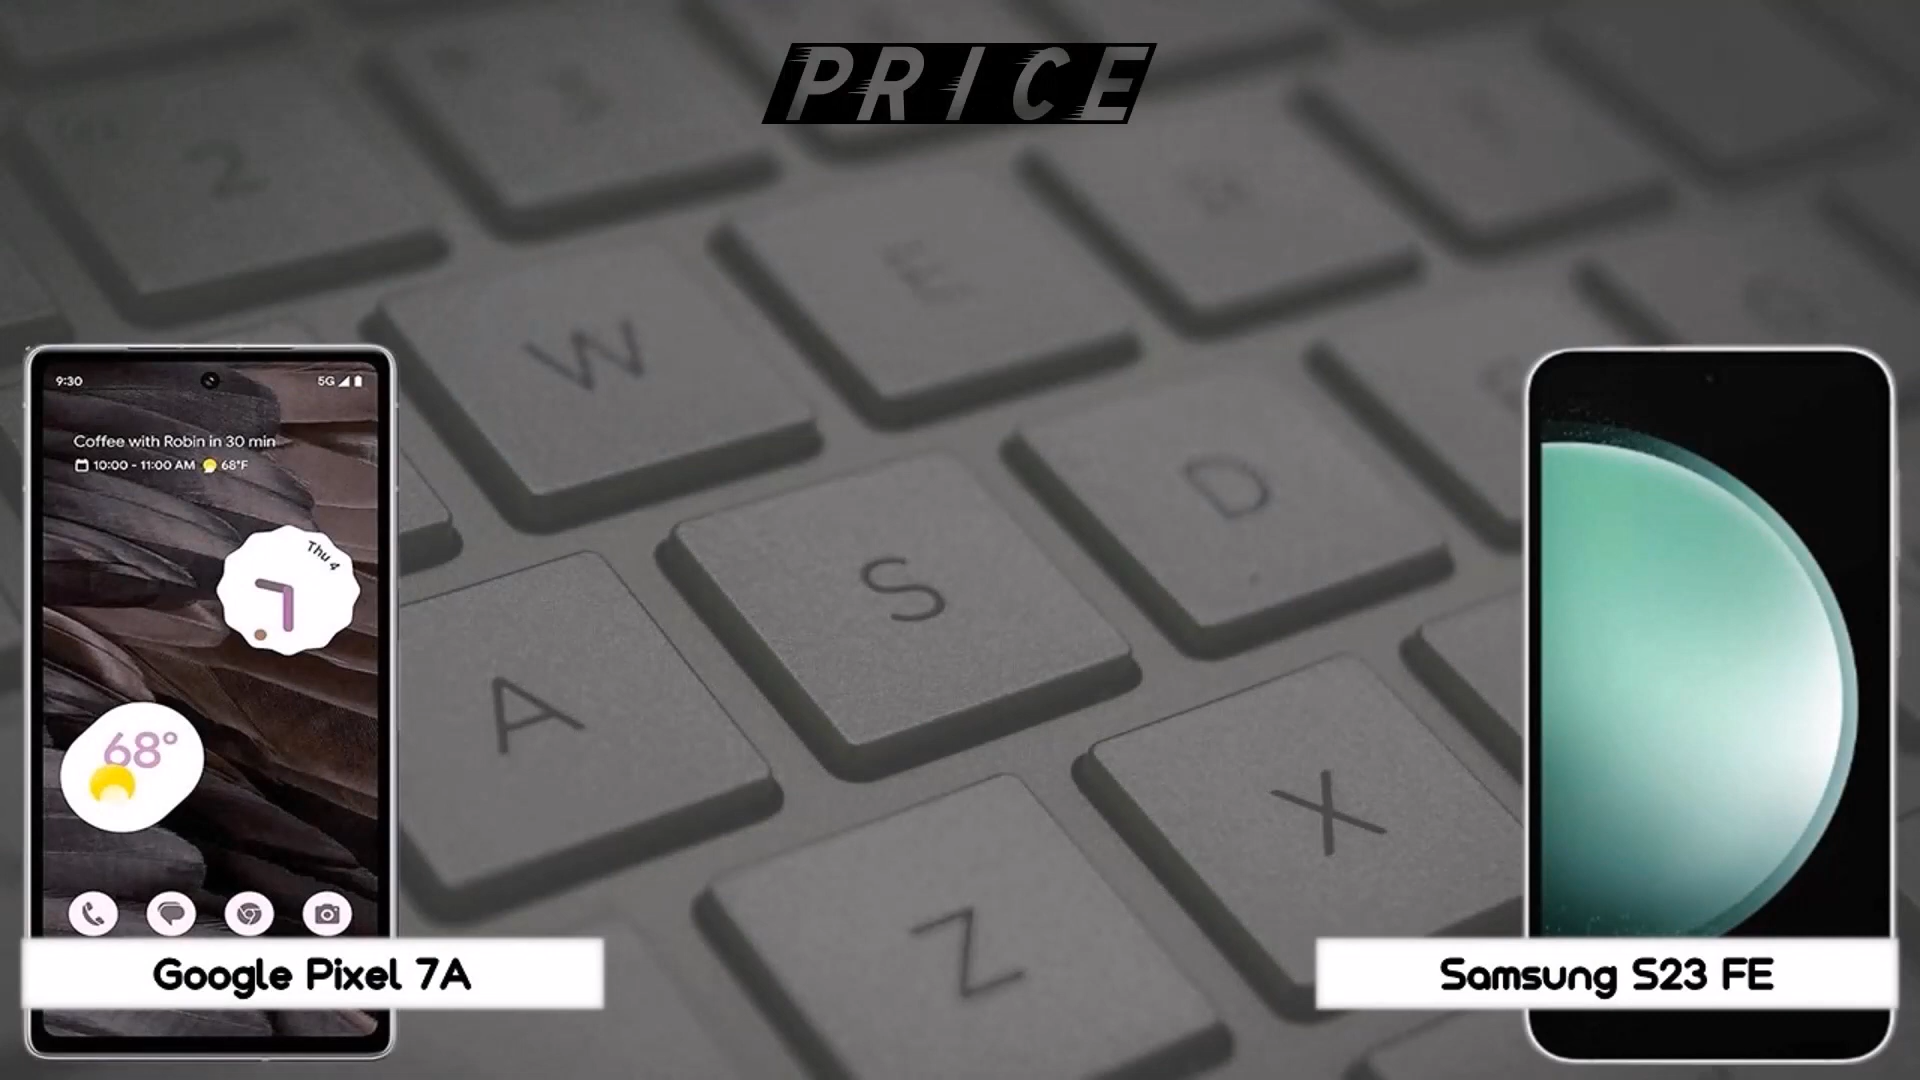 PRICE
2
W
E
R
S
D
A
X
Z
9:30
5G
Coffee with Robin in 30 min
10:00 - 11:00 AM 68°F
Thu 4
68°
Google Pixel 7A
Samsung S23 FE